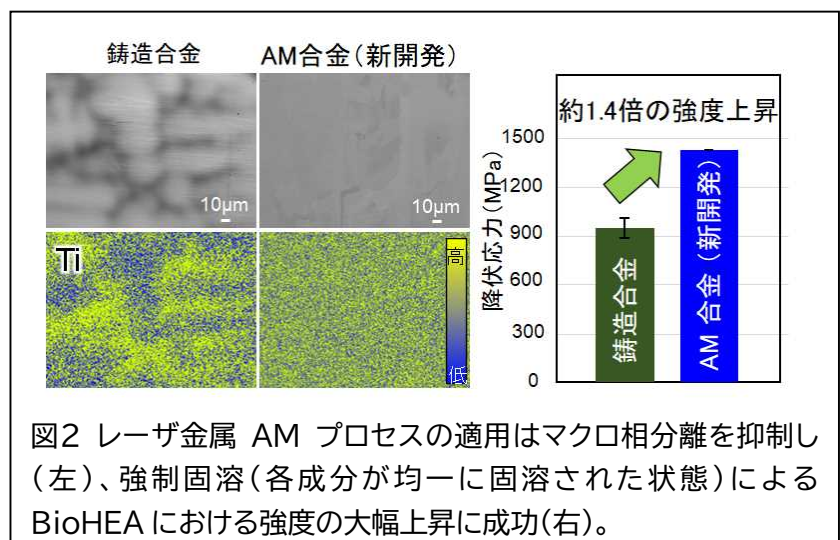 鋳造合金
AM合金(新開発)
10μm
10μm
Ti
高
低
約1.4倍の強度上昇
降伏応力(MPa)
1500
1200
900
600
300
0
鋳造合金
AM 合金 (新開発)
図2 レーザ金属 AM プロセスの適用はマクロ相分離を抑制し
(左)、強制固溶(各成分が均一に固溶された状態)による
BioHEA における強度の大幅上昇に成功(右)。